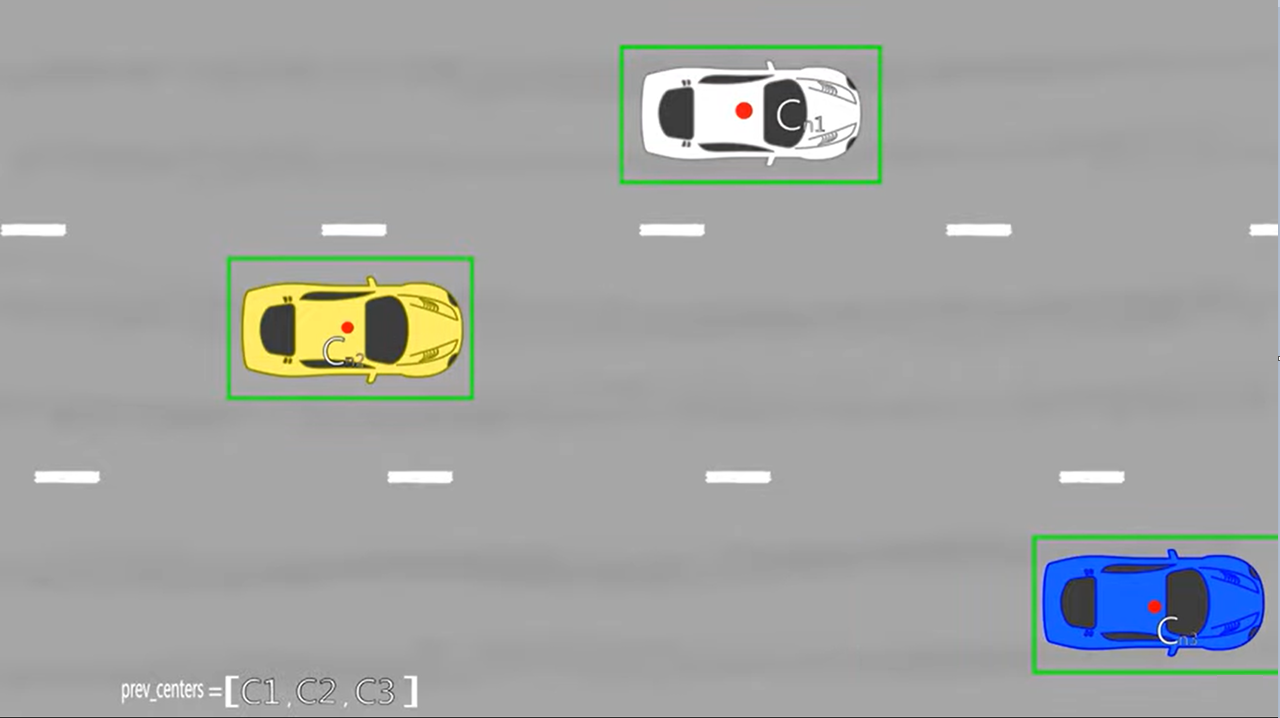 Cn1
Cn2
Cn3
prev_centers =[C1, C2, C3 ]